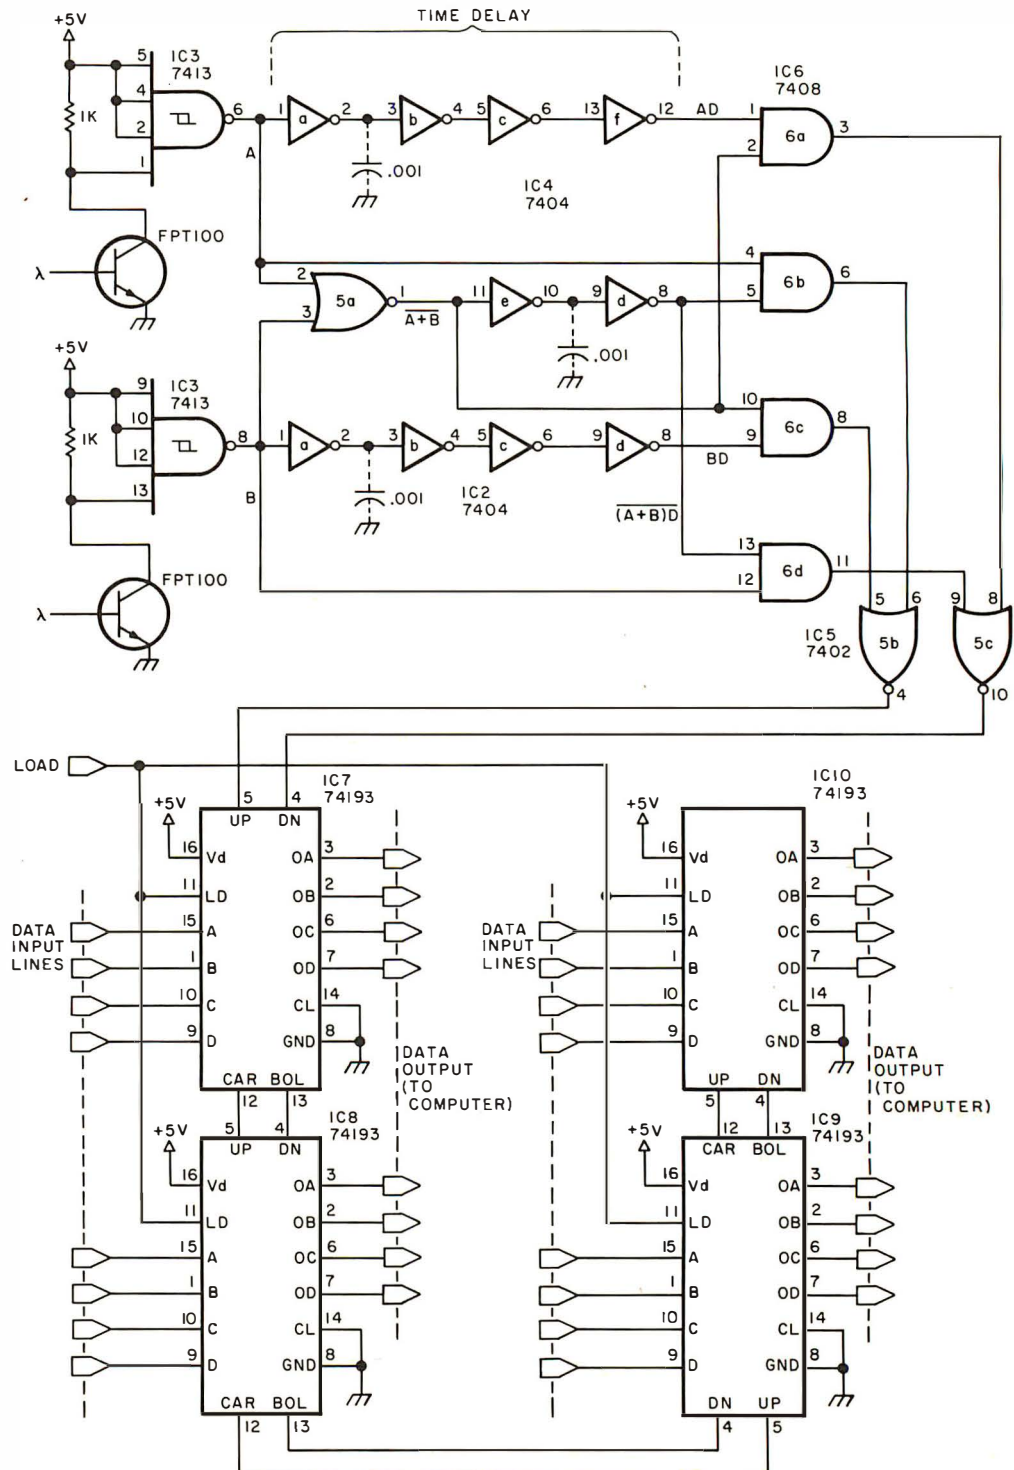 TIME DELAY
+5V
IC3
7413
5
4
2
1
6
1K
A
1 a 2
3 b 4
5 c 6
13 f 12
AD
.001
IC4
7404
IC6
7408
1
2
6a
3
FPT100
λ
2
3
5a
1
A+B
11 e 10
9 d 8
.001
4
5
6b
6
+5V
IC3
7413
9
10
12
13
8
1K
B
1 a 2
3 b 4
5 c 6
9 d 8
BD
.001
IC2
7404
10
9
6c
8
(A+B)D
13
12
6d
11
FPT100
λ
5 6
9 8
IC5
7402
5b
5c
4
10
LOAD
IC7
74193
+5V
5 4
UP DN
16 Vd
11 LD
15 A
1 B
10 C
9 D
OA 3
OB 2
OC 6
OD 7
CL 14
GND 8
CAR BOL
12 13
DATA
INPUT
LINES
DATA
OUTPUT
(TO
COMPUTER)
IC10
74193
+5V
16 Vd
11 LD
15 A
1 B
10 C
9 D
OA 3
OB 2
OC 6
OD 7
CL 14
GND 8
UP DN
5 4
DATA
INPUT
LINES
DATA
OUTPUT
(TO
COMPUTER)
IC8
74193
+5V
5 4
UP DN
16 Vd
11 LD
15 A
1 B
10 C
9 D
OA 3
OB 2
OC 6
OD 7
CL 14
GND 8
CAR BOL
12 13
IC9
74193
+5V
12 13
CAR BOL
16 Vd
11 LD
15 A
1 B
10 C
9 D
OA 3
OB 2
OC 6
OD 7
CL 14
GND 8
DN UP
4 5